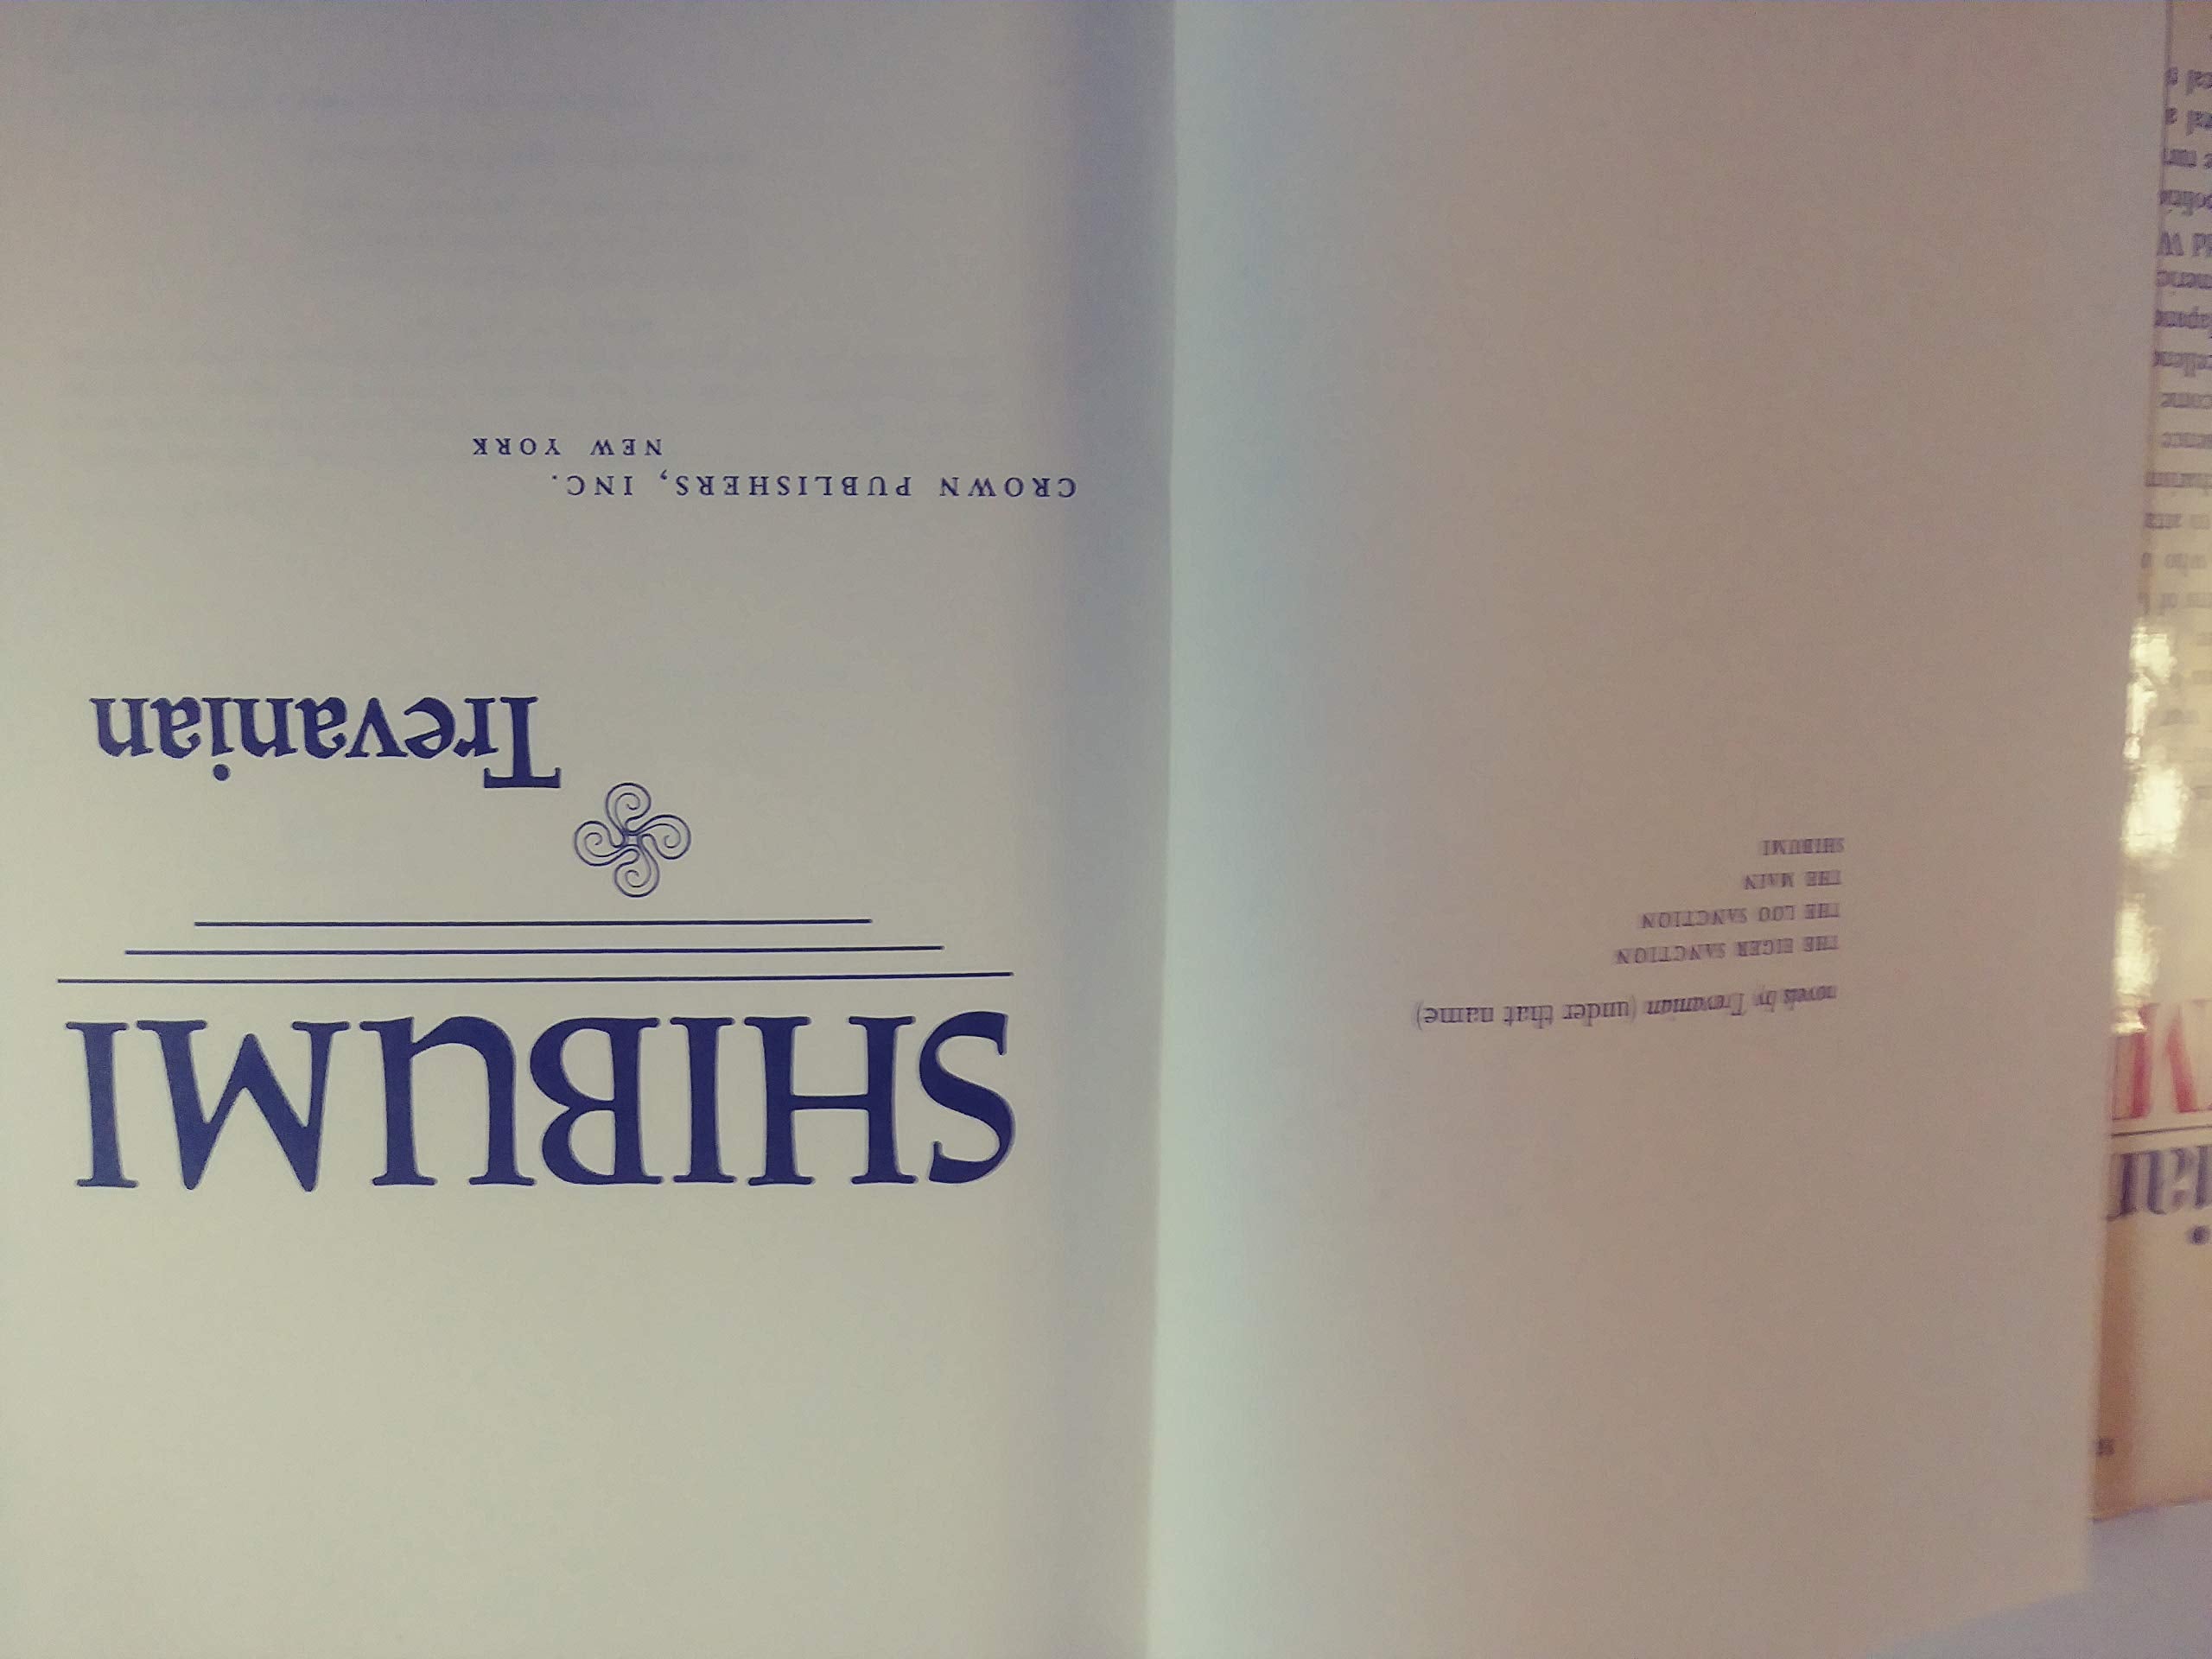 novels by Trevanian (under that name)
THE EIGER SANCTION
THE LOO SANCTION
THE MAIN
SHIBUMI
SHIBUMI
Trevanian
CROWN PUBLISHERS, INC.
NEW YORK